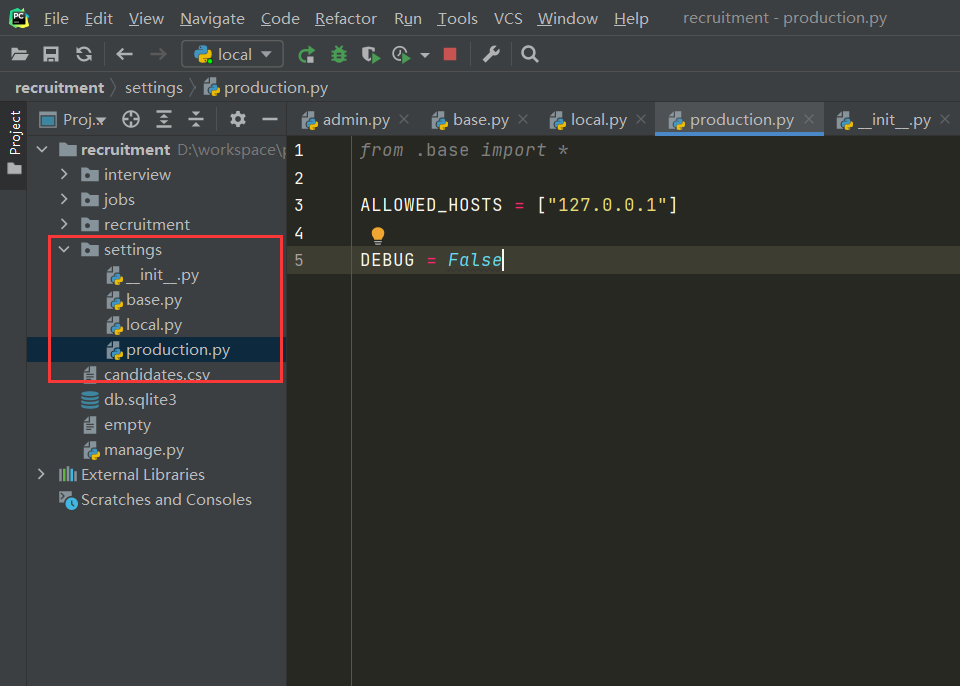 PC File Edit View Navigate Code Refactor Run Tools VCS Window Help recruitment - production.py
local
recruitment settings production.py
Project
Proj..
admin.py base.py local.py production.py __init__.py
recruitment D:\workspace\p
interview
jobs
recruitment
settings
__init__.py
base.py
local.py
production.py
candidates.csv
db.sqlite3
empty
manage.py
External Libraries
Scratches and Consoles
1 from .base import *
2
3 ALLOWED_HOSTS = ["127.0.0.1"]
4
5 DEBUG = False